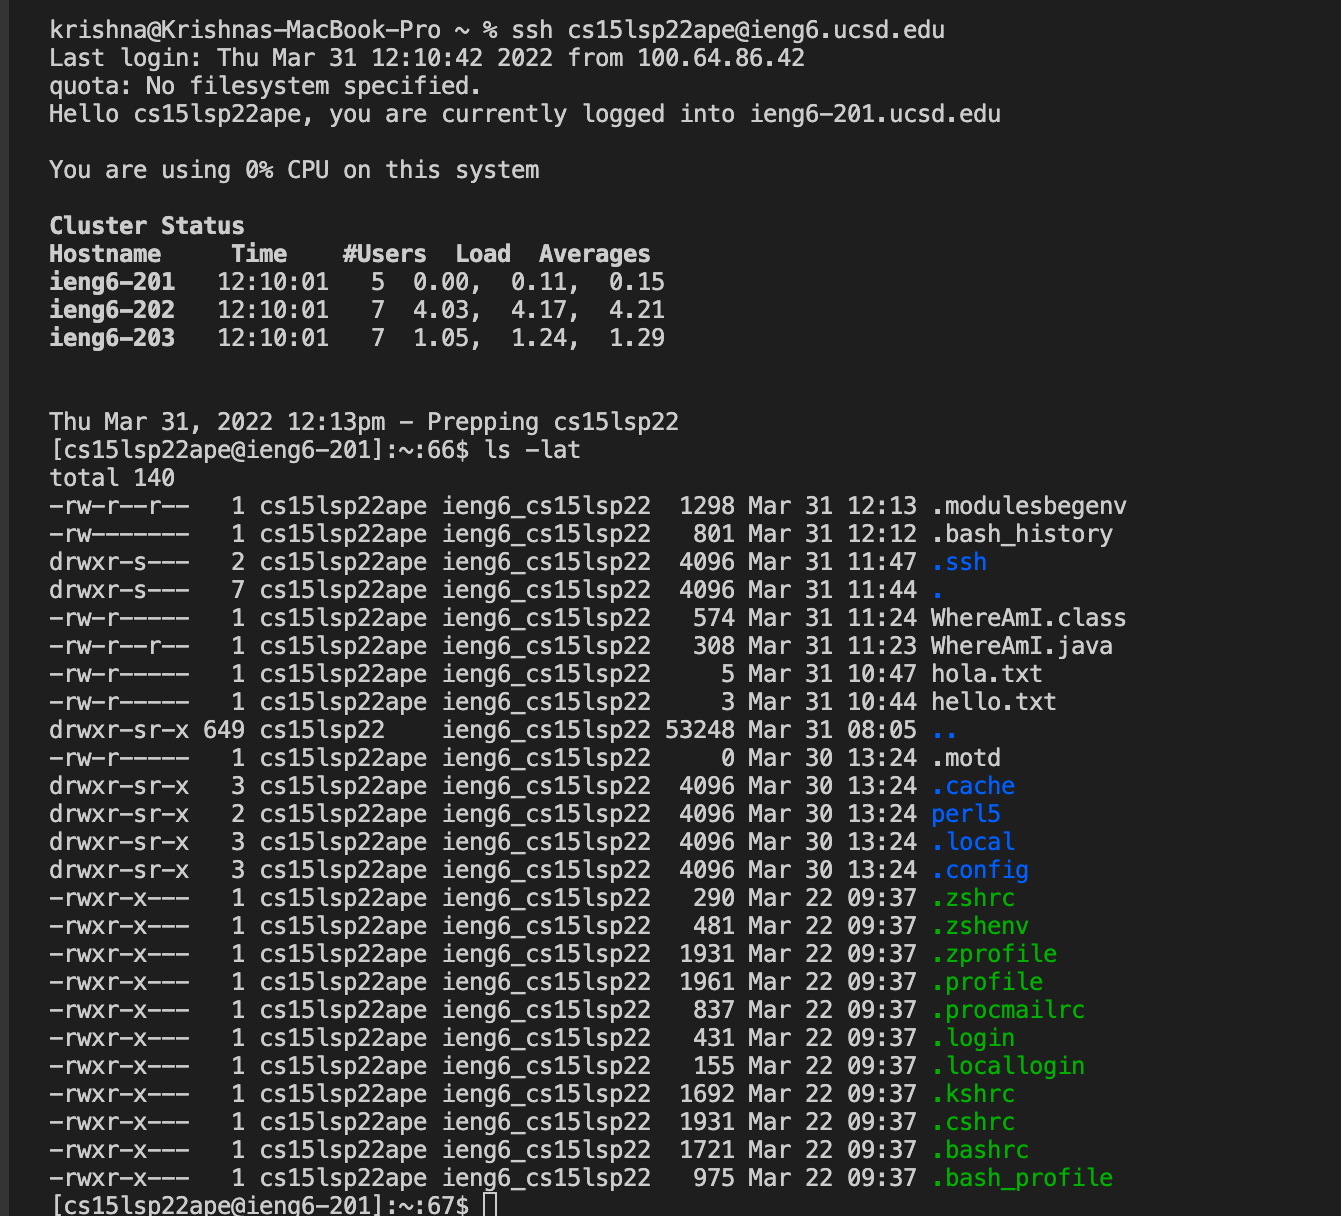 krishna@Krishnas-MacBook-Pro ~ % ssh cs15lsp22ape@ieng6.ucsd.edu
Last login: Thu Mar 31 12:10:42 2022 from 100.64.86.42
quota: No filesystem specified.
Hello cs15lsp22ape, you are currently logged into ieng6-201.ucsd.edu

You are using 0% CPU on this system

Cluster Status
Hostname     Time    #Users  Load  Averages
ieng6-201   12:10:01   5  0.00,  0.11,  0.15
ieng6-202   12:10:01   7  4.03,  4.17,  4.21
ieng6-203   12:10:01   7  1.05,  1.24,  1.29

Thu Mar 31, 2022 12:13pm - Prepping cs15lsp22
[cs15lsp22ape@ieng6-201]:~:66$ ls -lat
total 140
-rw-r--r--   1 cs15lsp22ape ieng6_cs15lsp22  1298 Mar 31 12:13 .modulesbegenv
-rw-------   1 cs15lsp22ape ieng6_cs15lsp22   801 Mar 31 12:12 .bash_history
drwxr-s---   2 cs15lsp22ape ieng6_cs15lsp22  4096 Mar 31 11:47 .ssh
drwxr-s---   7 cs15lsp22ape ieng6_cs15lsp22  4096 Mar 31 11:44 .
-rw-r-----   1 cs15lsp22ape ieng6_cs15lsp22   574 Mar 31 11:24 WhereAmI.class
-rw-r--r--   1 cs15lsp22ape ieng6_cs15lsp22   308 Mar 31 11:23 WhereAmI.java
-rw-r-----   1 cs15lsp22ape ieng6_cs15lsp22     5 Mar 31 10:47 hola.txt
-rw-r-----   1 cs15lsp22ape ieng6_cs15lsp22     3 Mar 31 10:44 hello.txt
drwxr-sr-x 649 cs15lsp22    ieng6_cs15lsp22 53248 Mar 31 08:05 ..
-rw-r-----   1 cs15lsp22ape ieng6_cs15lsp22     0 Mar 30 13:24 .motd
drwxr-sr-x   3 cs15lsp22ape ieng6_cs15lsp22  4096 Mar 30 13:24 .cache
drwxr-sr-x   2 cs15lsp22ape ieng6_cs15lsp22  4096 Mar 30 13:24 perl5
drwxr-sr-x   3 cs15lsp22ape ieng6_cs15lsp22  4096 Mar 30 13:24 .local
drwxr-sr-x   3 cs15lsp22ape ieng6_cs15lsp22  4096 Mar 30 13:24 .config
-rwxr-x---   1 cs15lsp22ape ieng6_cs15lsp22   290 Mar 22 09:37 .zshrc
-rwxr-x---   1 cs15lsp22ape ieng6_cs15lsp22   481 Mar 22 09:37 .zshenv
-rwxr-x---   1 cs15lsp22ape ieng6_cs15lsp22  1931 Mar 22 09:37 .zprofile
-rwxr-x---   1 cs15lsp22ape ieng6_cs15lsp22  1961 Mar 22 09:37 .profile
-rwxr-x---   1 cs15lsp22ape ieng6_cs15lsp22   837 Mar 22 09:37 .procmailrc
-rwxr-x---   1 cs15lsp22ape ieng6_cs15lsp22   431 Mar 22 09:37 .login
-rwxr-x---   1 cs15lsp22ape ieng6_cs15lsp22   155 Mar 22 09:37 .locallogin
-rwxr-x---   1 cs15lsp22ape ieng6_cs15lsp22  1692 Mar 22 09:37 .kshrc
-rwxr-x---   1 cs15lsp22ape ieng6_cs15lsp22  1931 Mar 22 09:37 .cshrc
-rwxr-x---   1 cs15lsp22ape ieng6_cs15lsp22  1721 Mar 22 09:37 .bashrc
-rwxr-x---   1 cs15lsp22ape ieng6_cs15lsp22   975 Mar 22 09:37 .bash_profile
[cs15lsp22ape@ieng6-201]:~:67$